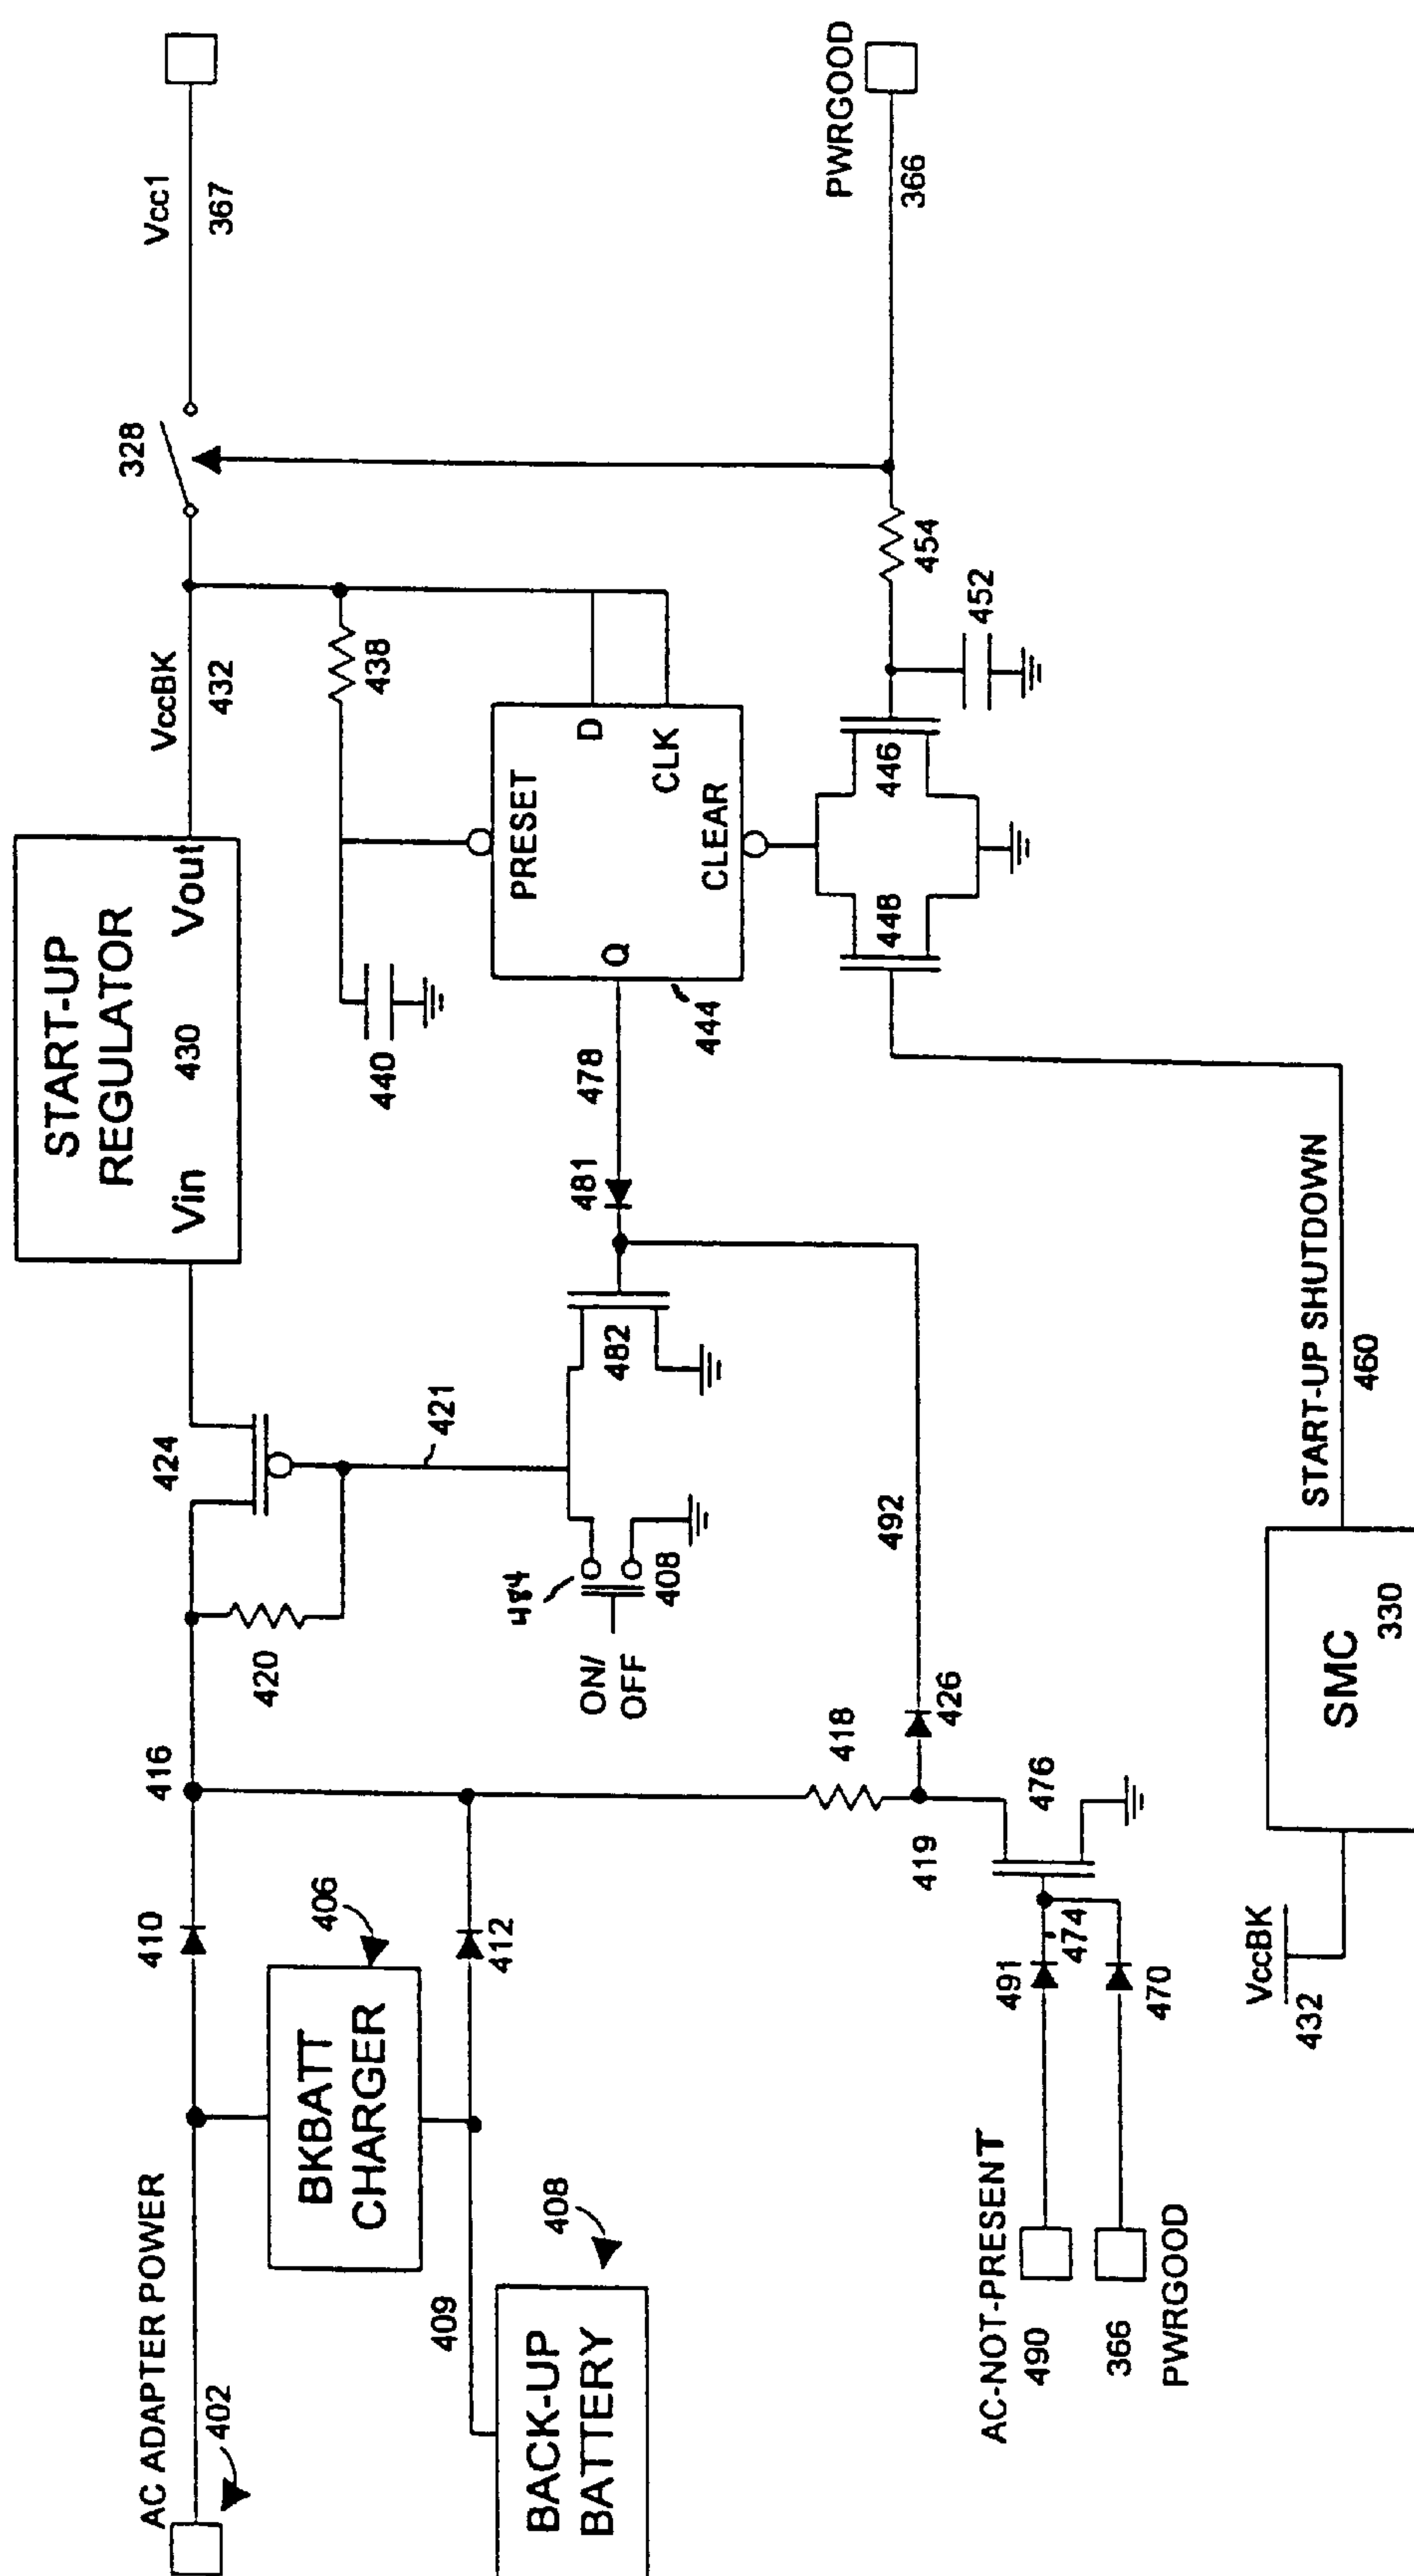 AC ADAPTER POWER
402
410
416
420
424
START-UP
REGULATOR
Vin
430
Vout
VccBK
432
328
Vcc1
367
BKBATT
CHARGER
406
409
412
BACK-UP
BATTERY
408
421
484
ON/
OFF
408
482
481
478
440
438
PRESET
D
CLK
Q
CLEAR
444
448
446
452
454
PWRGOOD
366
418
426
492
419
476
474
491
470
AC-NOT-PRESENT
490
366
PWRGOOD
VccBK
432
SMC
330
START-UP SHUTDOWN
460